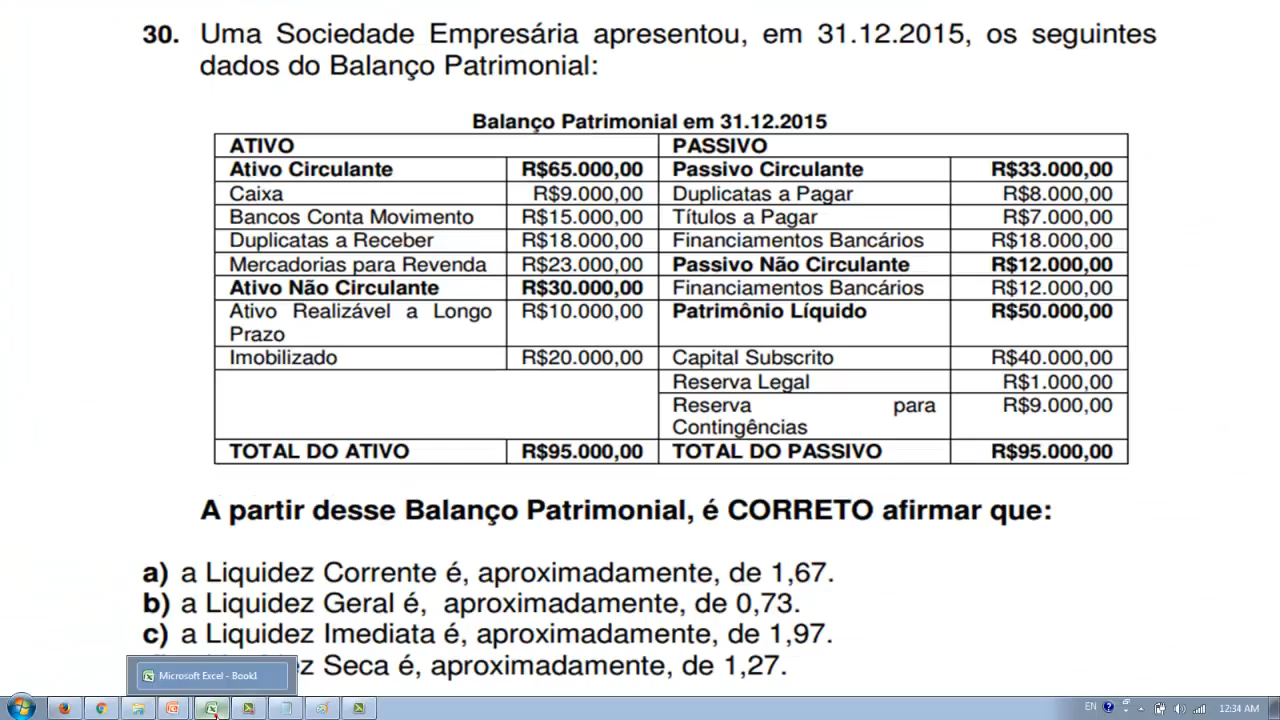 30. Uma Sociedade Empresária apresentou, em 31.12.2015, os seguintes
dados do Balanço Patrimonial:
Balanço Patrimonial em 31.12.2015
ATIVO PASSIVO
Ativo Circulante R$65.000,00 Passivo Circulante R$33.000,00
Caixa R$9.000,00 Duplicatas a Pagar R$8.000,00
Bancos Conta Movimento R$15.000,00 Títulos a Pagar R$7.000,00
Duplicatas a Receber R$18.000,00 Financiamentos Bancários R$18.000,00
Mercadorias para Revenda R$23.000,00 Passivo Não Circulante R$12.000,00
Ativo Não Circulante R$30.000,00 Financiamentos Bancários R$12.000,00
Ativo Realizável a Longo R$10.000,00 Patrimônio Líquido R$50.000,00
Prazo
Imobilizado R$20.000,00 Capital Subscrito R$40.000,00
Reserva Legal R$1.000,00
Reserva para R$9.000,00
Contingências
TOTAL DO ATIVO R$95.000,00 TOTAL DO PASSIVO R$95.000,00
A partir desse Balanço Patrimonial, é CORRETO afirmar que:
a) a Liquidez Corrente é, aproximadamente, de 1,67.
b) a Liquidez Geral é, aproximadamente, de 0,73.
c) a Liquidez Imediata é, aproximadamente, de 1,97.
z Seca é, aproximadamente, de 1,27.
Microsoft Excel - Book1
EN 12:34 AM